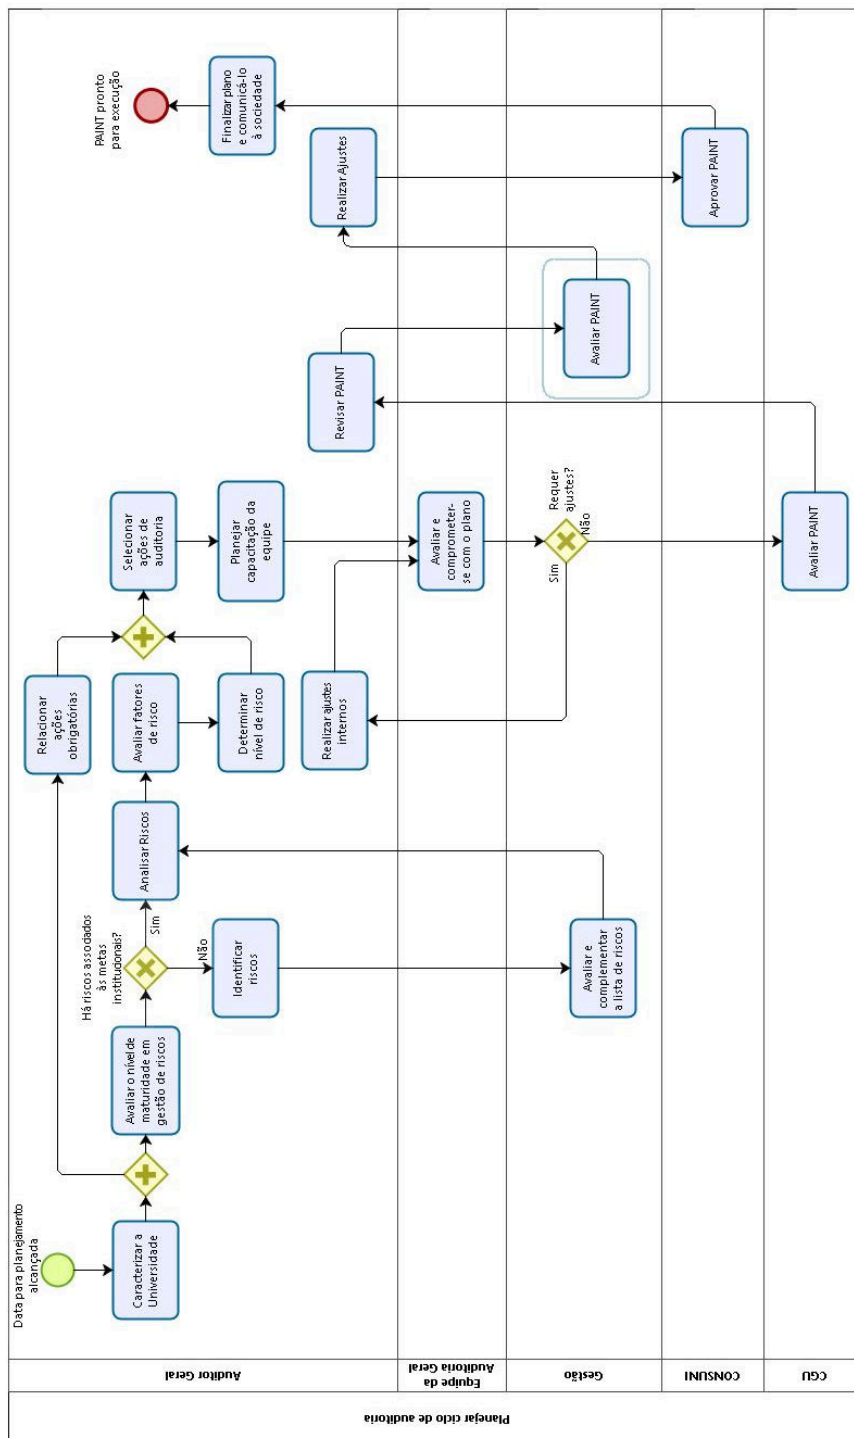 Planejar ciclo de auditoria
Auditor Geral
Equipe da
Auditoria Geral
Gestão
CONSUNI
CGU
Data para planejamento
alcançada
Caracterizar a
Universidade
Avaliar o nível de
maturidade em
gestão de riscos
Há riscos associados
às metas
institucionais?
Sim
Não
Identificar
riscos
Avaliar e
complementar
a lista de riscos
Analisar Riscos
Relacionar
ações
obrigatórias
Avaliar fatores
de risco
Determinar
nível de risco
Selecionar
ações de
auditoria
Planejar
capacitação da
equipe
Realizar ajustes
internos
Avaliar e
comprometer-
se com o plano
Requer
ajustes?
Sim
Não
Avaliar PAINT
Revisar PAINT
Avaliar PAINT
Realizar Ajustes
Aprovar PAINT
Finalizar plano
e comunicá-lo
à sociedade
PAINT pronto
para execução